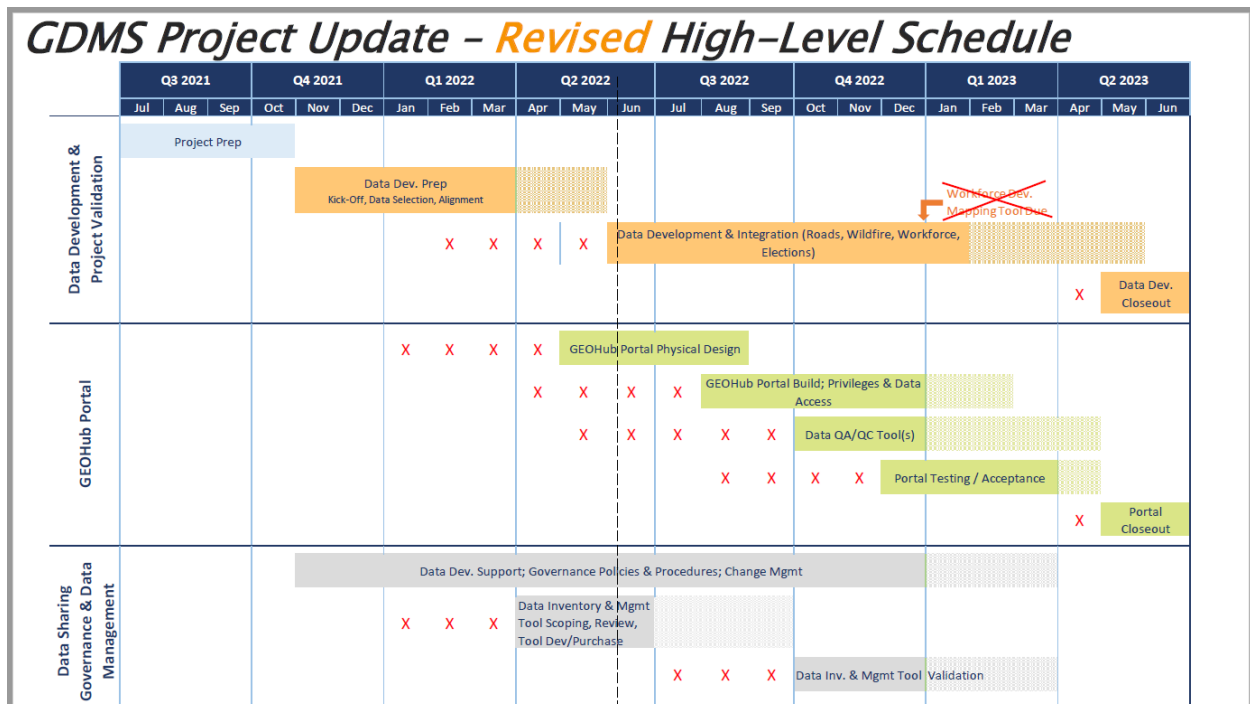 GDMS Project Update – Revised High-Level Schedule
Q3 2021 Q4 2021 Q1 2022 Q2 2022 Q3 2022 Q4 2022 Q1 2023 Q2 2023
Jul Aug Sep Oct Nov Dec Jan Feb Mar Apr May Jun Jul Aug Sep Oct Nov Dec Jan Feb Mar Apr May Jun
Data Development &
Project Validation
Project Prep
Data Dev. Prep
Kick-Off, Data Selection, Alignment
Workforce Dev.
Mapping Tool Due
X X X X
Data Development & Integration (Roads, Wildfire, Workforce,
Elections)
X
Data Dev.
Closeout
GEOHub Portal
X X X X GEOHub Portal Physical Design
X X X X
GEOHub Portal Build; Privileges & Data
Access
X X X X X Data QA/QC Tool(s)
X X X X Portal Testing / Acceptance
X
Portal
Closeout
Data Sharing
Governance & Data
Management
Data Dev. Support; Governance Policies & Procedures; Change Mgmt
X X X
Data Inventory & Mgmt
Tool Scoping, Review,
Tool Dev/Purchase
X X X Data Inv. & Mgmt Tool Validation